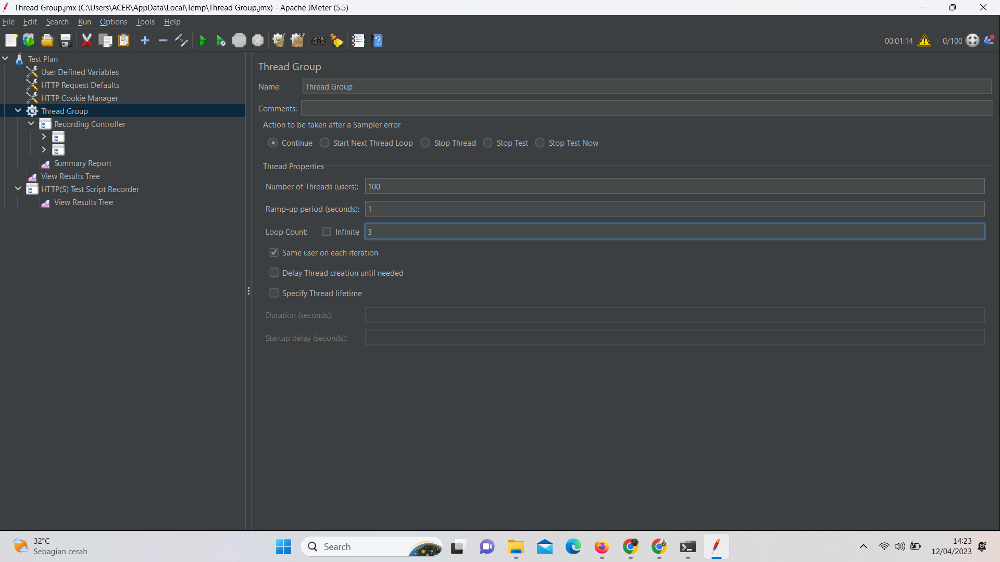 Thread Group.jmx (C:\Users\ACER\AppData\Local\Temp\Thread Group.jmx) - Apache JMeter (5.5)
File Edit Search Run Options Tools Help
00:01:14 4 0/100
Test Plan
User Defined Variables
HTTP Request Defaults
HTTP Cookie Manager
Thread Group
Recording Controller
Summary Report
View Results Tree
HTTP(S) Test Script Recorder
View Results Tree
Thread Group
Name: Thread Group
Comments:
Action to be taken after a Sampler error
Continue Start Next Thread Loop Stop Thread Stop Test Stop Test Now
Thread Properties
Number of Threads (users): 100
Ramp-up period (seconds): 1
Loop Count: Infinite 3
Same user on each iteration
Delay Thread creation until needed
Specify Thread lifetime
Duration (seconds):
Startup delay (seconds):
32°C
Sebagian cerah
Search
14:23
12/04/2023